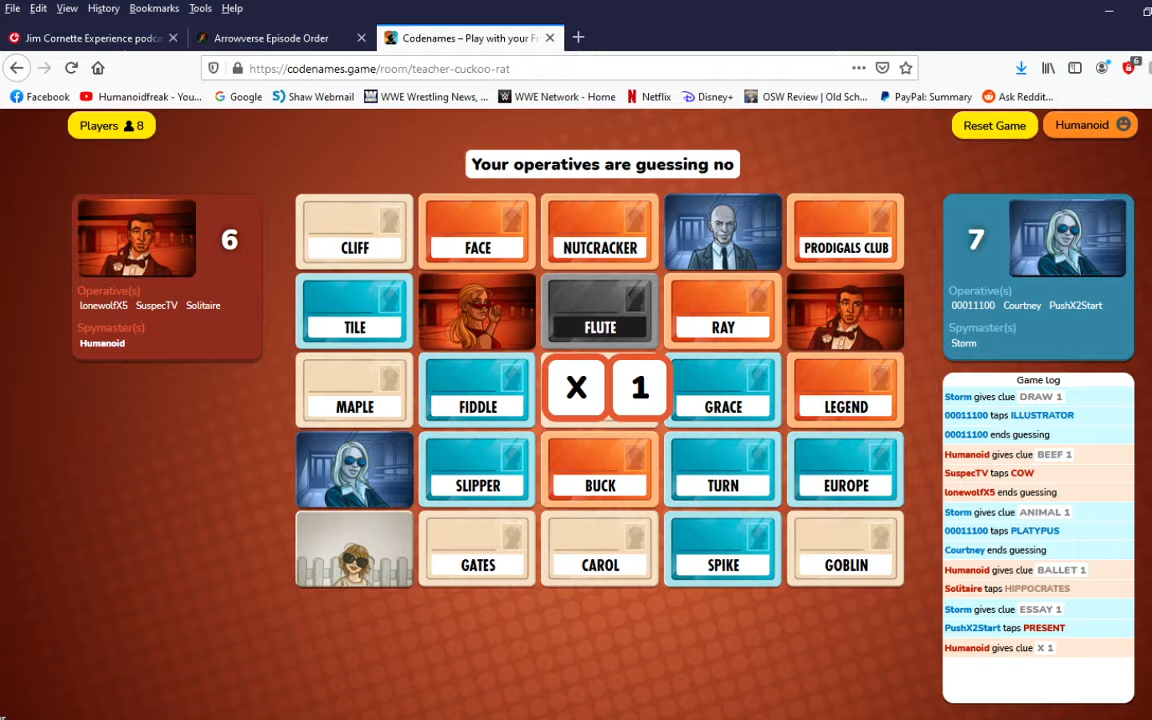 File Edit View History Bookmarks Tools Help
Jim Cornette Experience podca
Arrowverse Episode Order
Codenames – Play with your Fr
https://codenames.game/room/teacher-cuckoo-rat
6
Facebook
Humanoidfreak - You...
Google
Shaw Webmail
WWE Wrestling News, ...
WWE Network - Home
Netflix
Disney+
OSW Review | Old Sch...
PayPal: Summary
Ask Reddit...
Players 8
Reset Game
Humanoid
Your operatives are guessing no
6
Operative(s)
lonewolfX5 SuspecTV Solitaire
Spymaster(s)
Humanoid
CLIFF
FACE
NUTCRACKER
PRODIGALS CLUB
TILE
FLUTE
RAY
MAPLE
FIDDLE
X 1
GRACE
LEGEND
SLIPPER
BUCK
TURN
EUROPE
GATES
CAROL
SPIKE
GOBLIN
7
Operative(s)
00011100 Courtney PushX2Start
Spymaster(s)
Storm
Game log
Storm gives clue DRAW 1
00011100 taps ILLUSTRATOR
00011100 ends guessing
Humanoid gives clue BEEF 1
SuspecTV taps COW
lonewolfX5 ends guessing
Storm gives clue ANIMAL 1
00011100 taps PLATYPUS
Courtney ends guessing
Humanoid gives clue BALLET 1
Solitaire taps HIPPOCRATES
Storm gives clue ESSAY 1
PushX2Start taps PRESENT
Humanoid gives clue X 1